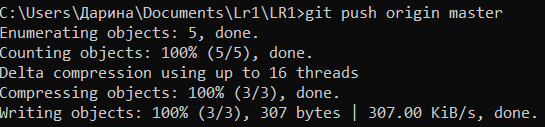 C:\Users\Дарина\Documents\Lr1\LR1>git push origin master
Enumerating objects: 5, done.
Counting objects: 100% (5/5), done.
Delta compression using up to 16 threads
Compressing objects: 100% (3/3), done.
Writing objects: 100% (3/3), 307 bytes | 307.00 KiB/s, done.